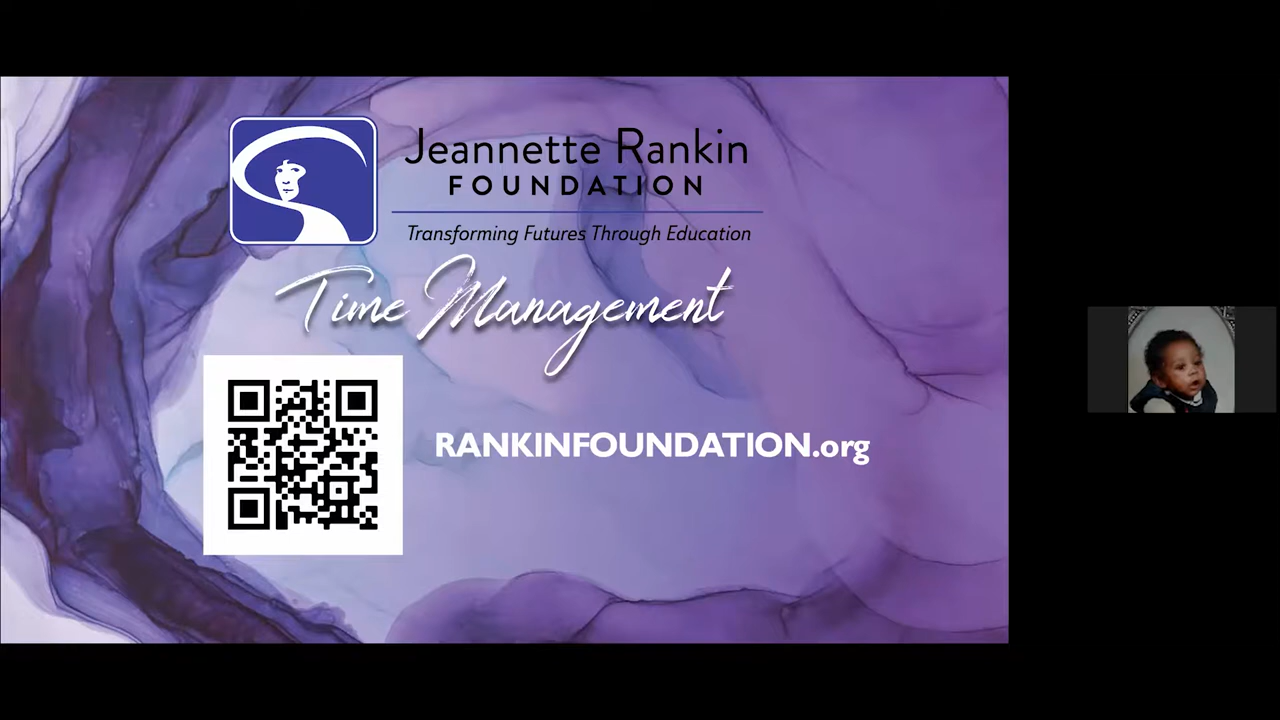 Jeannette Rankin
FOUNDATION
Transforming Futures Through Education
Time Management
RANKINFOUNDATION.org